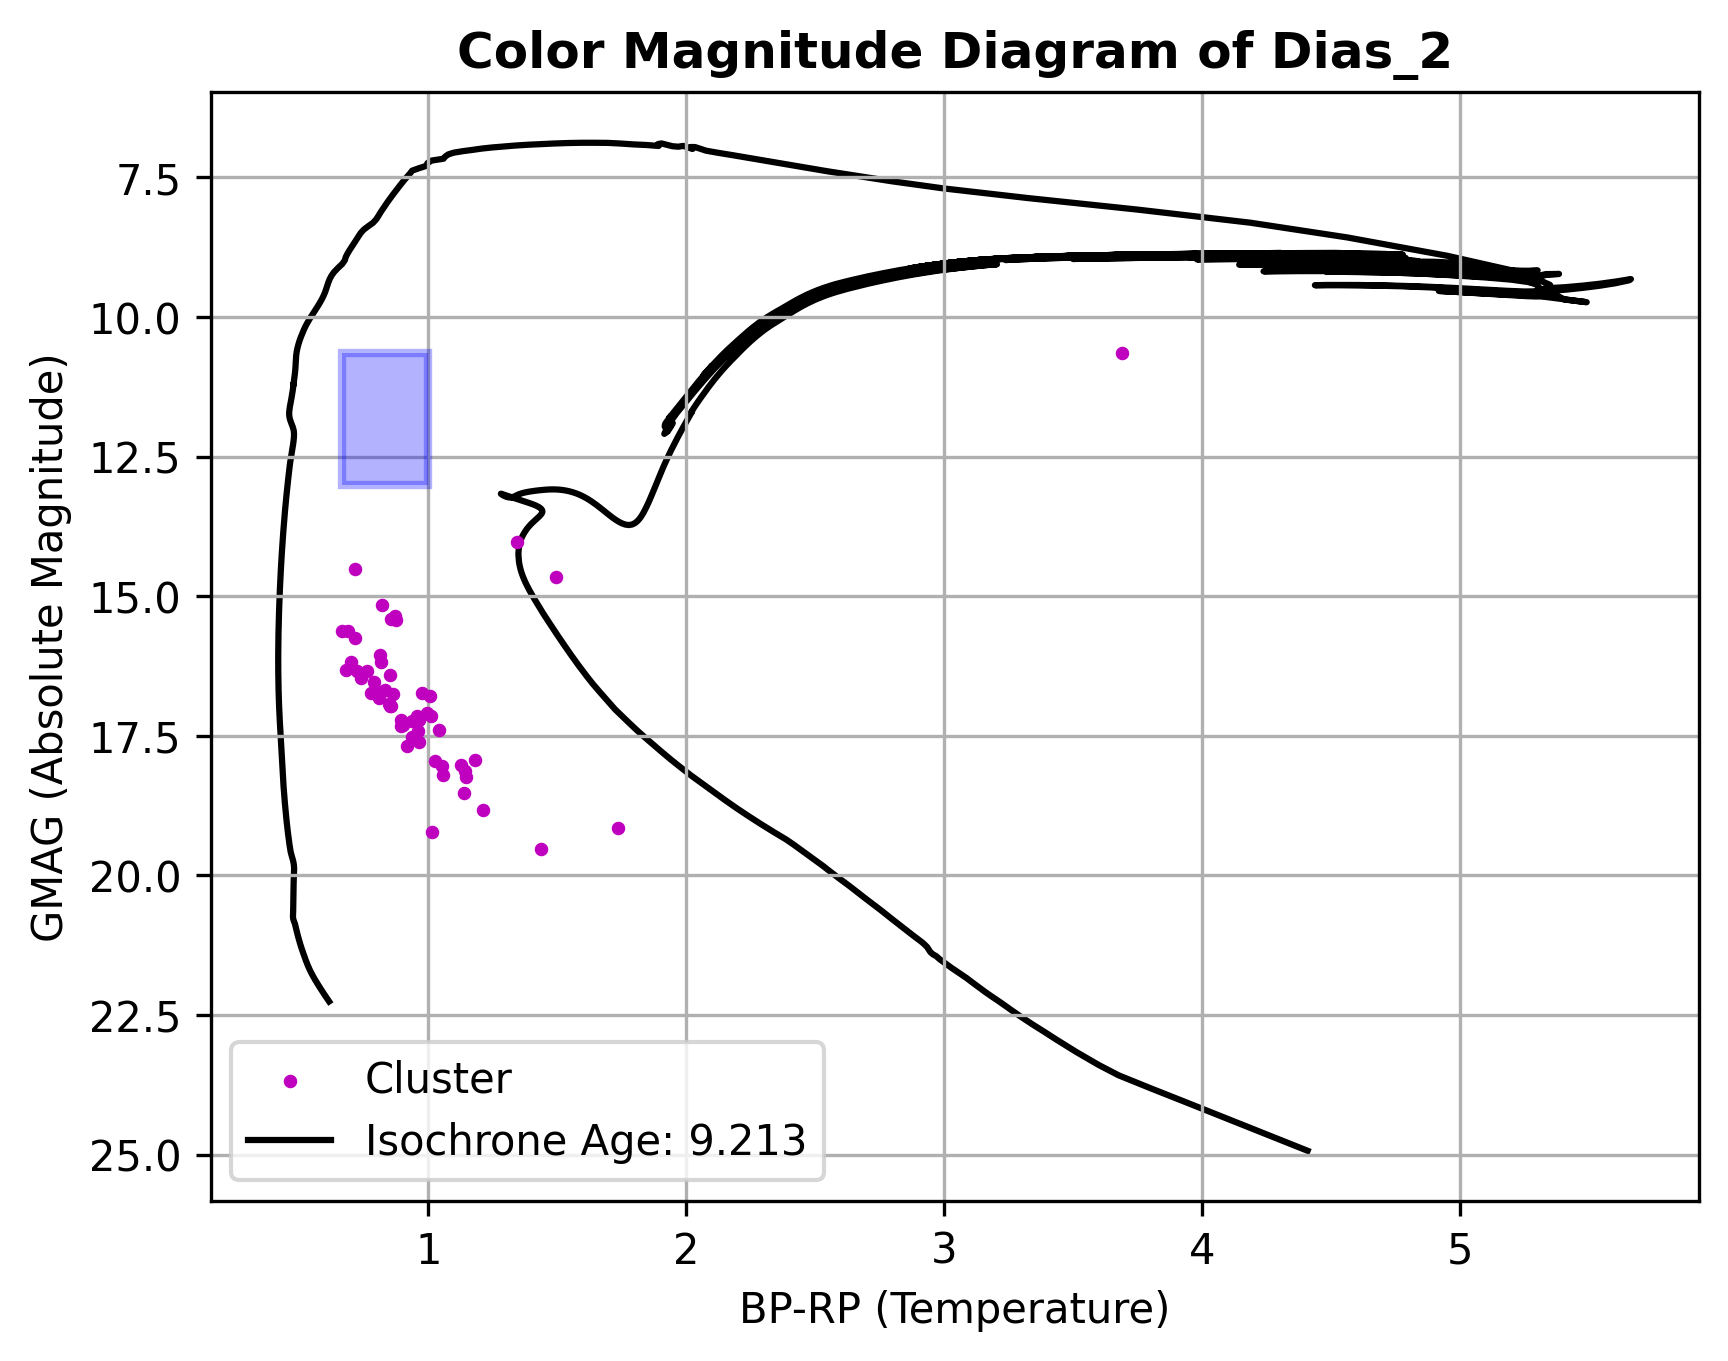 Color Magnitude Diagram of Dias_2
7.5
10.0
12.5
15.0
17.5
20.0
22.5
25.0
GMAG (Absolute Magnitude)
Cluster
Isochrone Age: 9.213
1 2 3 4 5
BP-RP (Temperature)